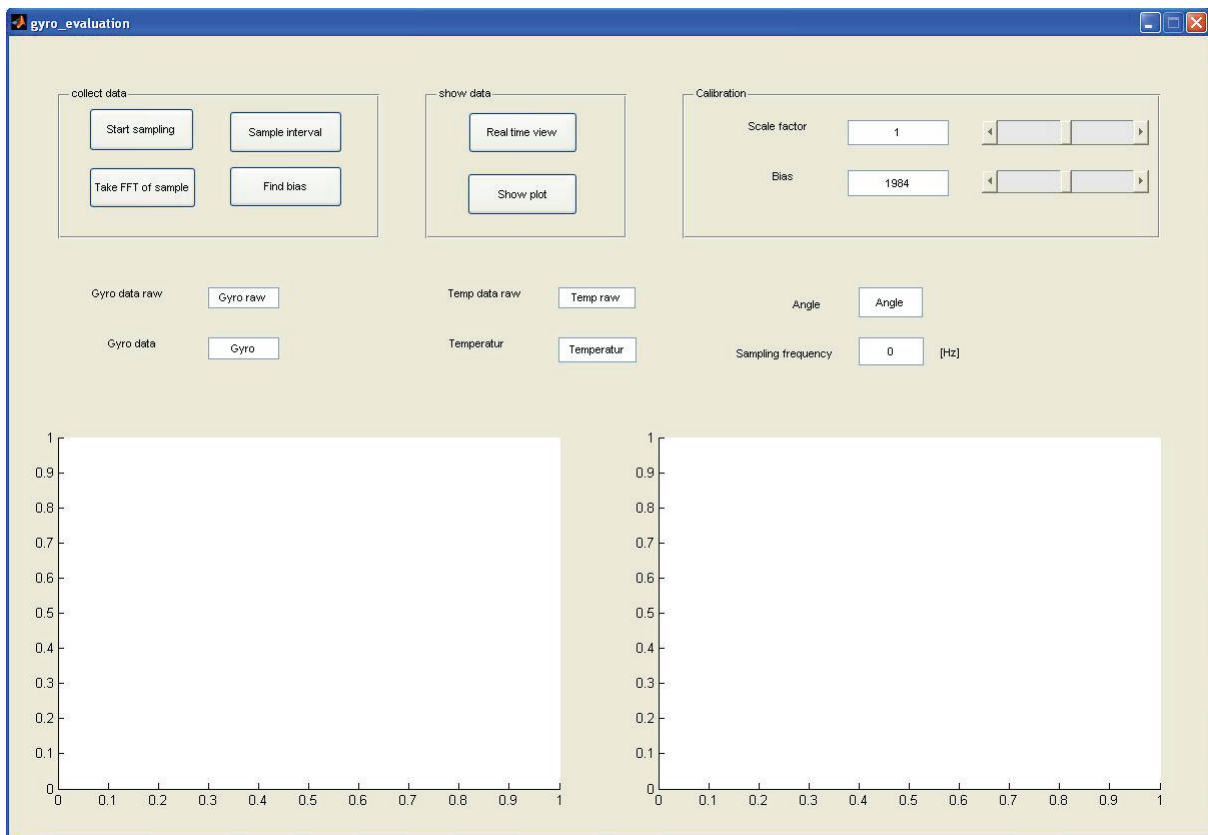 gyro_evaluation
collect data
Start sampling
Sample interval
Take FFT of sample
Find bias
show data
Real time view
Show plot
Calibration
Scale factor
1
Bias
1984
Gyro data raw
Gyro raw
Temp data raw
Temp raw
Angle
Angle
Gyro data
Gyro
Temperatur
Temperatur
Sampling frequency
0
[Hz]
1
0.9
0.8
0.7
0.6
0.5
0.4
0.3
0.2
0.1
0
0 0.1 0.2 0.3 0.4 0.5 0.6 0.7 0.8 0.9 1
1
0.9
0.8
0.7
0.6
0.5
0.4
0.3
0.2
0.1
0
0 0.1 0.2 0.3 0.4 0.5 0.6 0.7 0.8 0.9 1